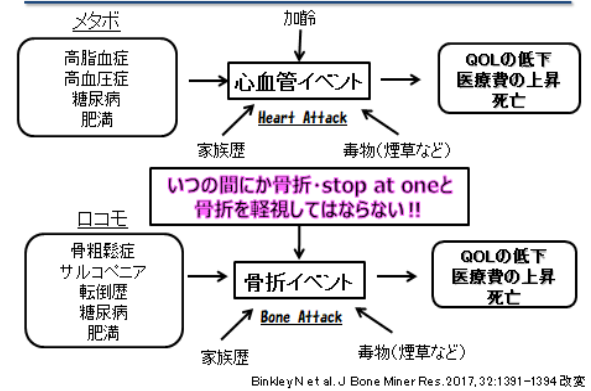 メタボ
加齢
高脂血症
高血圧症
糖尿病
肥満
心血管イベント
Heart Attack
QOLの低下
医療費の上昇
死亡
家族歴
毒物(煙草など)
いつの間にか骨折・stop at oneと
骨折を軽視してはならない!!
ロコモ
骨粗鬆症
サルコペニア
転倒歴
糖尿病
肥満
骨折イベント
Bone Attack
QOLの低下
医療費の上昇
死亡
家族歴
毒物(煙草など)
Binkley N et al. J Bone Miner Res. 2017, 32:1391-1394 改変